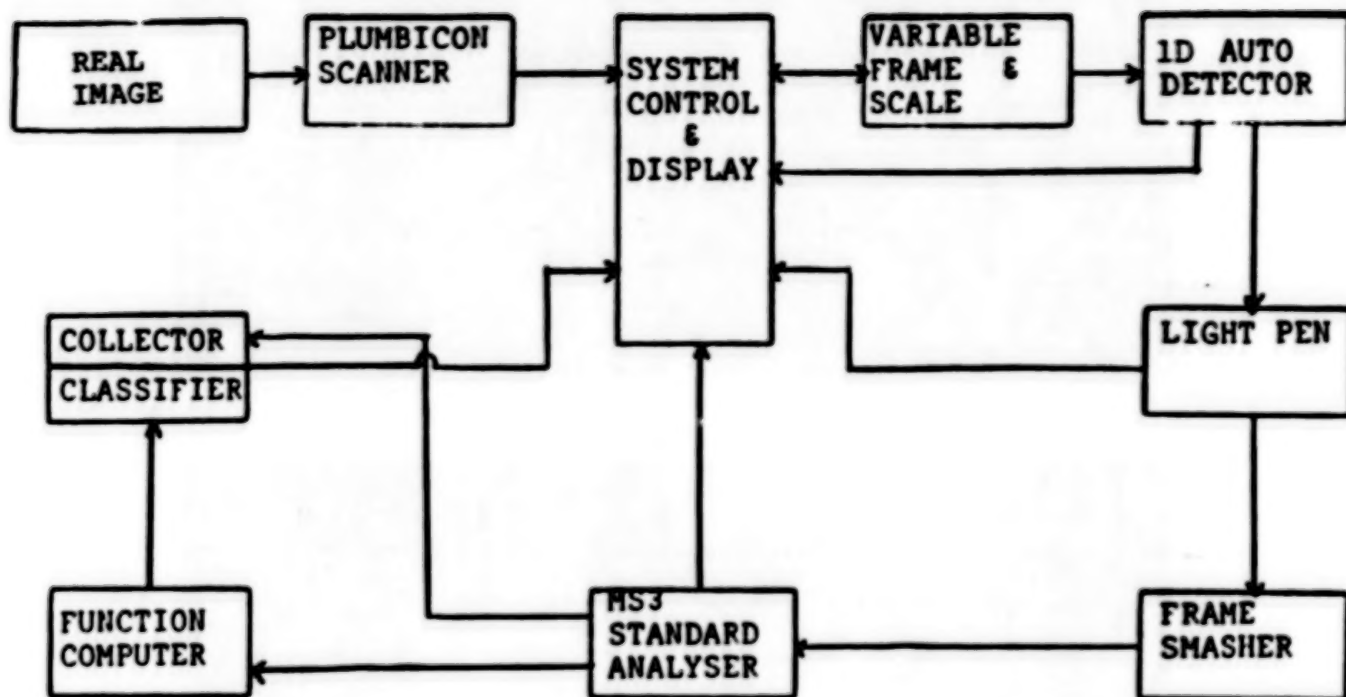 REAL
IMAGE
PLUMBICON
SCANNER
SYSTEM
CONTROL
&
DISPLAY
VARIABLE
FRAME &
SCALE
1D AUTO
DETECTOR
COLLECTOR
CLASSIFIER
LIGHT PEN
FUNCTION
COMPUTER
MS3
STANDARD
ANALYSER
FRAME
SMASHER